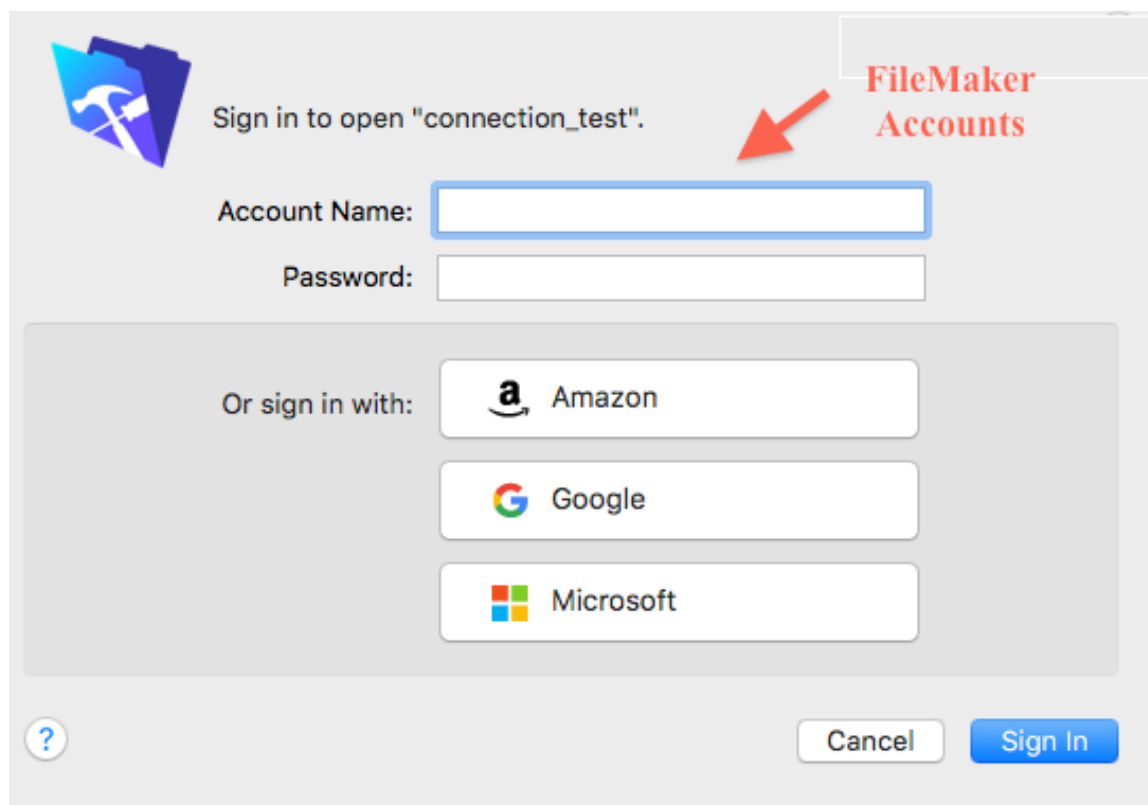 FileMaker
Accounts
Sign in to open "connection_test".
Account Name:
Password:
Or sign in with:
a Amazon
G Google
Microsoft
?
Cancel
Sign In